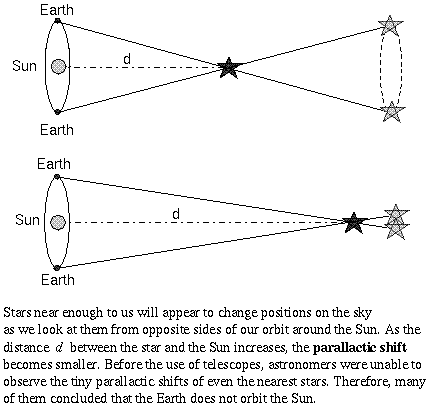 Earth
Sun
d
Earth
Earth
Sun
d
Earth
Stars near enough to us will appear to change positions on the sky
as we look at them from opposite sides of our orbit around the Sun. As the
distance d between the star and the Sun increases, the parallactic shift
becomes smaller. Before the use of telescopes, astronomers were unable to
observe the tiny parallactic shifts of even the nearest stars. Therefore, many
of them concluded that the Earth does not orbit the Sun.